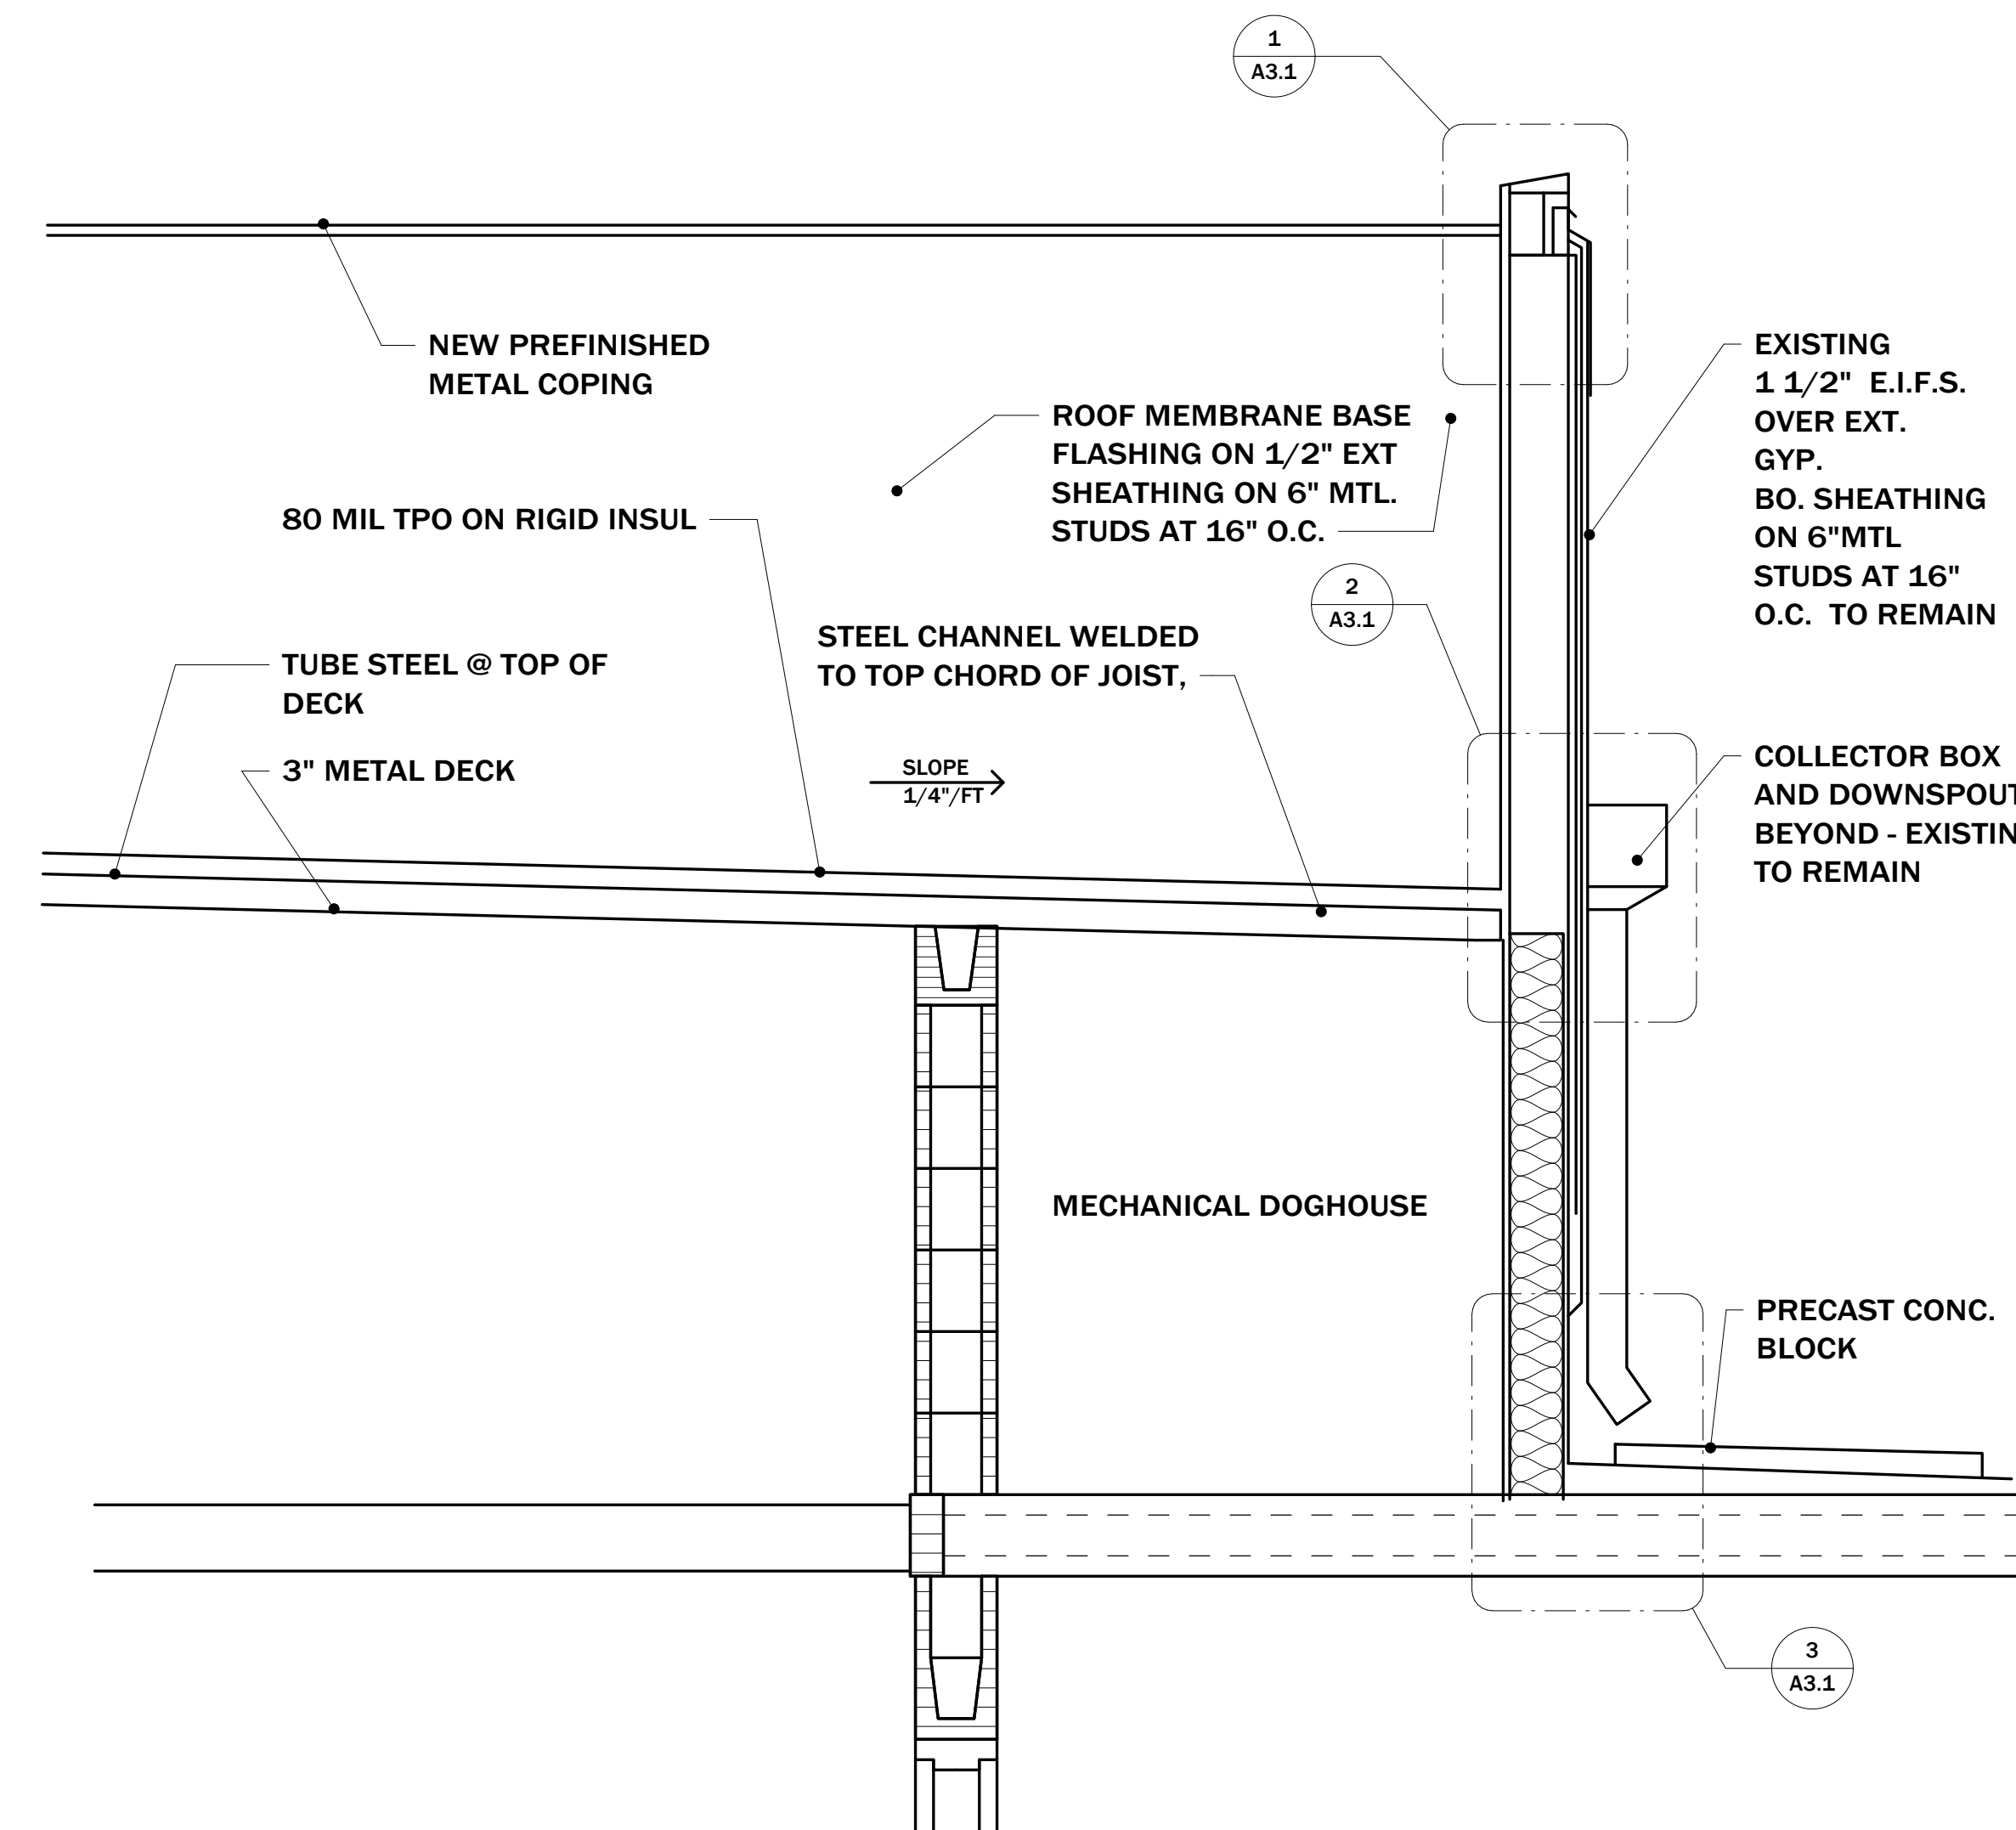 1
A3.1
NEW PREFINISHED
METAL COPING
EXISTING
1 1/2" E.I.F.S.
OVER EXT.
GYP.
BO. SHEATHING
ON 6"MTL
STUDS AT 16"
O.C. TO REMAIN
ROOF MEMBRANE BASE
FLASHING ON 1/2" EXT
SHEATHING ON 6" MTL.
STUDS AT 16" O.C.
80 MIL TPO ON RIGID INSUL
2
A3.1
STEEL CHANNEL WELDED
TO TOP CHORD OF JOIST,
TUBE STEEL @ TOP OF
DECK
3" METAL DECK
SLOPE
1/4"/FT
COLLECTOR BOX
AND DOWNSPOUT
BEYOND - EXISTIN
TO REMAIN
MECHANICAL DOGHOUSE
PRECAST CONC.
BLOCK
3
A3.1